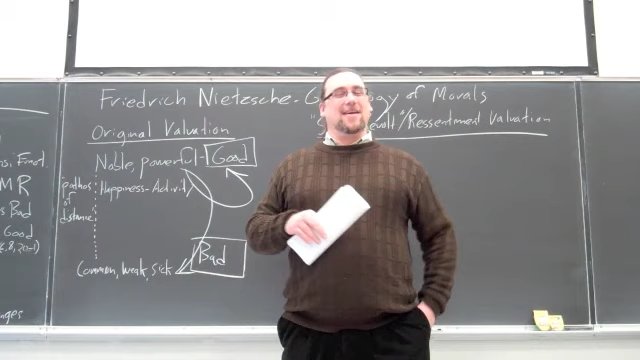 Friedrich Nietzsche - of Morals
Original Valuation
"/Ressentiment Valuation
Noble, powerful - Good
Happiness - Activity
pathos
of
distance
Bad
Common, weak, sick
M R
Bad
Good